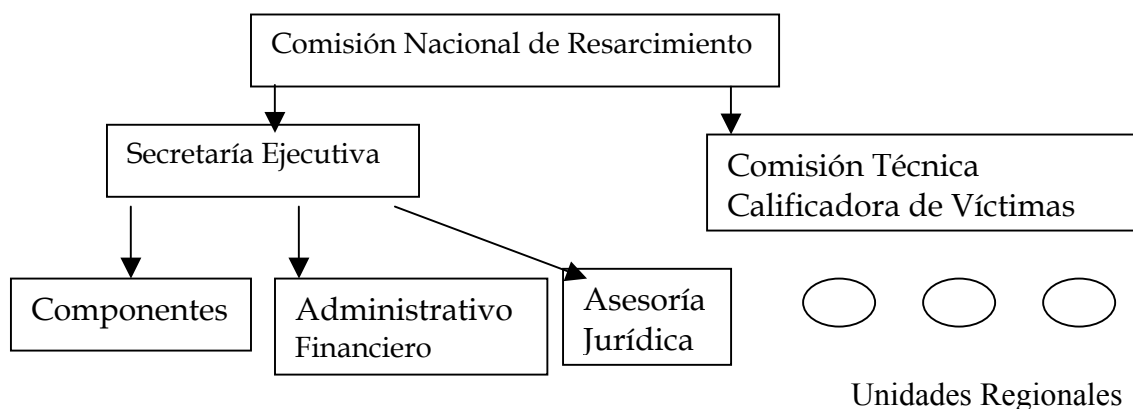 Comisión Nacional de Resarcimiento
Secretaría Ejecutiva
Comisión Técnica
Calificadora de Víctimas
Componentes
Administrativo
Financiero
Asesoría
Jurídica
Unidades Regionales